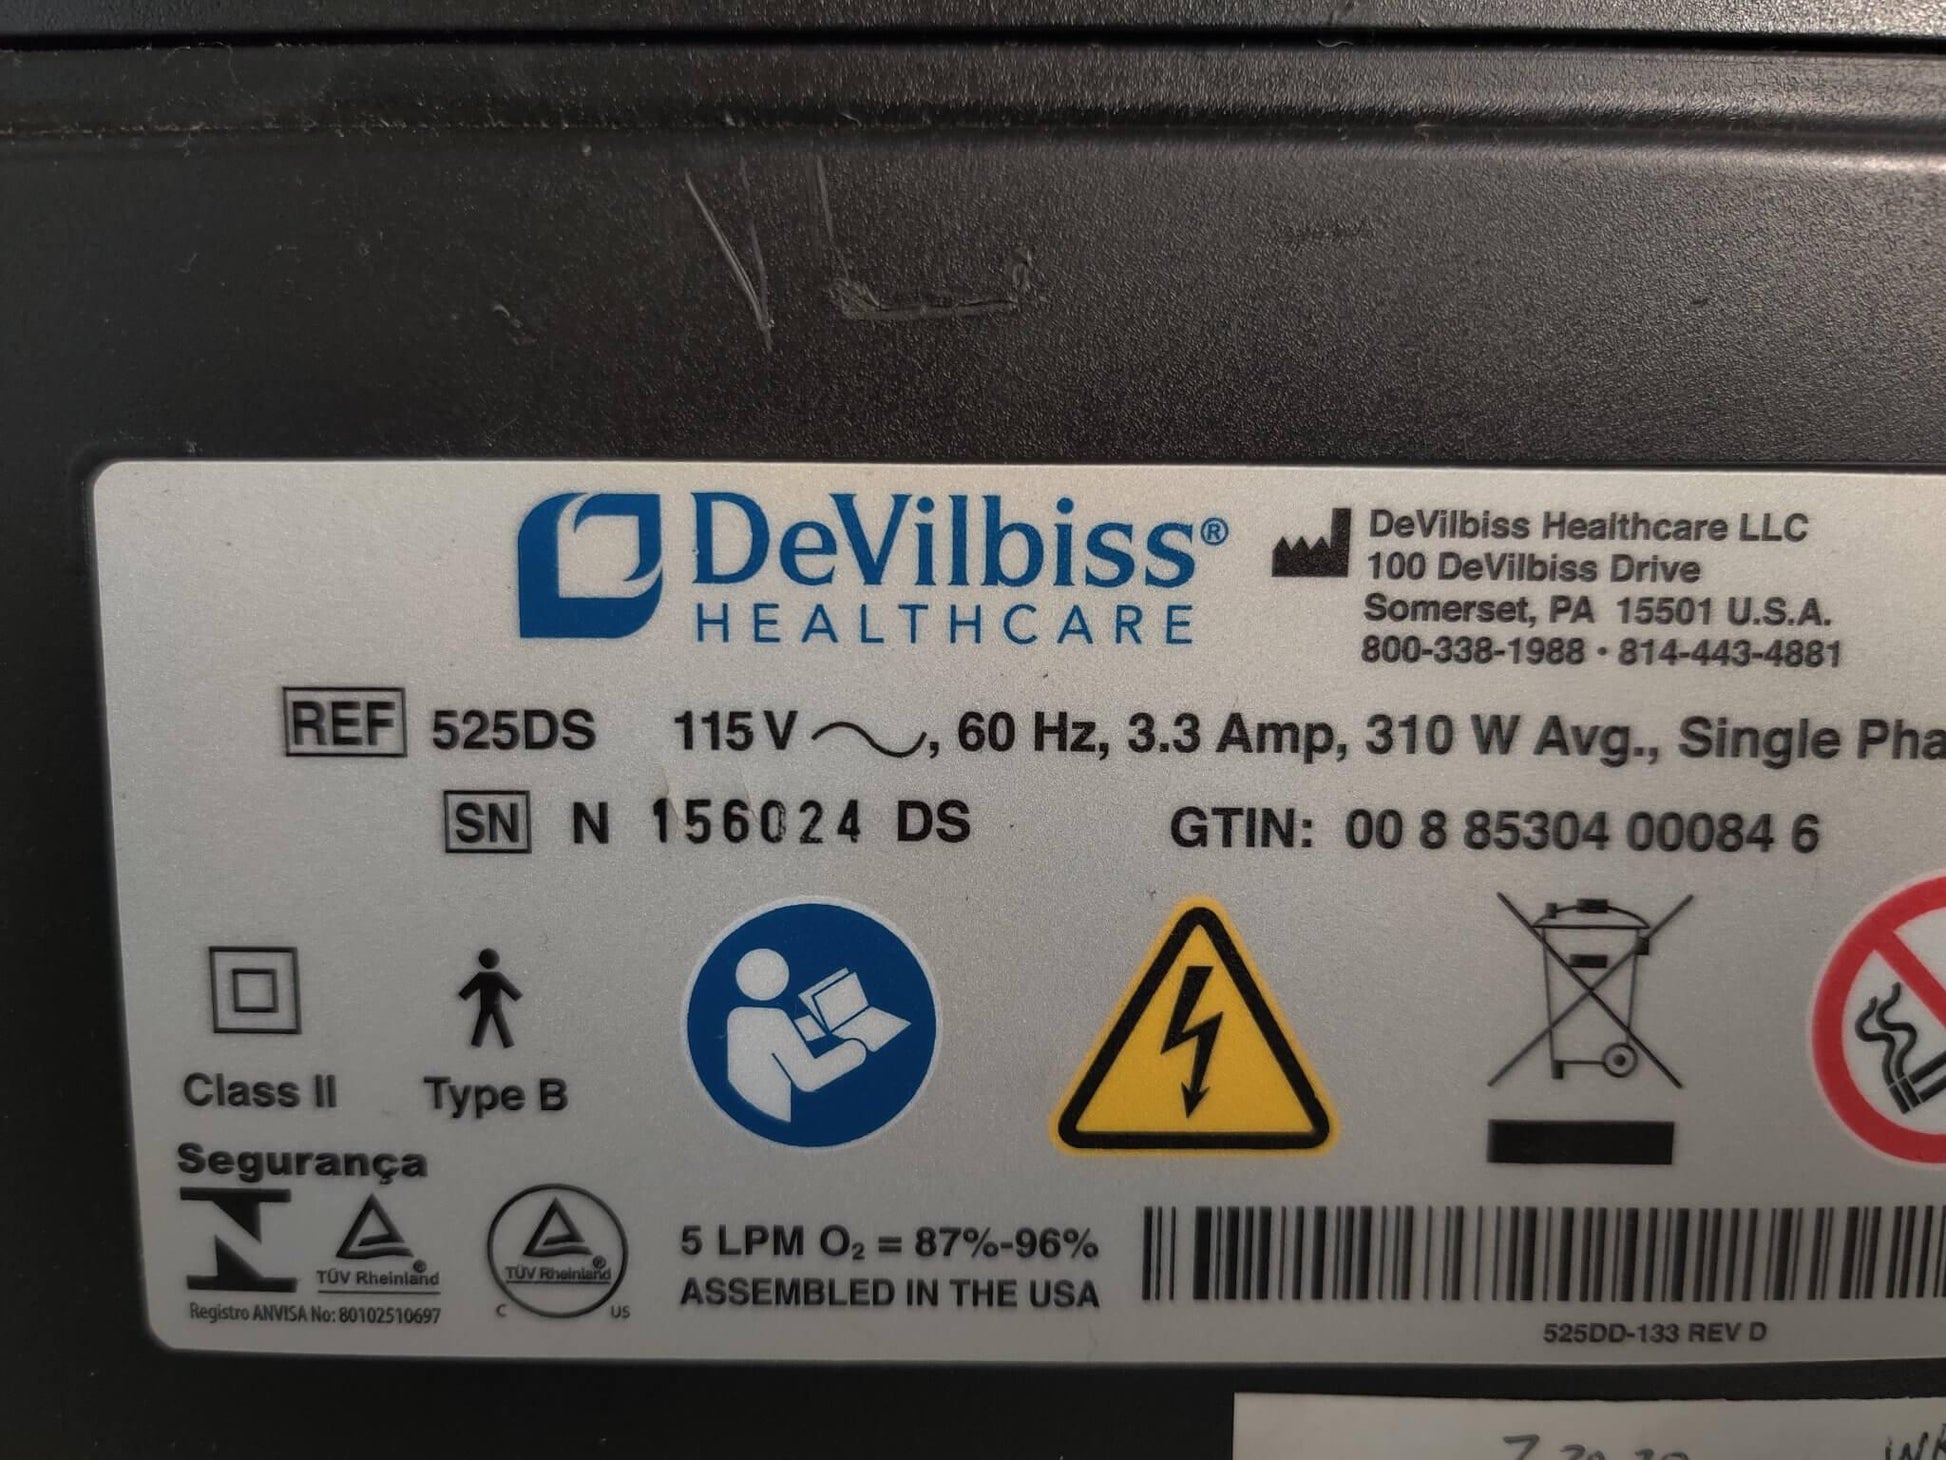 DeVilbiss®
HEALTHCARE
DeVilbiss Healthcare LLC
100 DeVilbiss Drive
Somerset, PA 15501 U.S.A.
800-338-1988 • 814-443-4881
REF 525DS 115 V ~, 60 Hz, 3.3 Amp, 310 W Avg., Single Pha
SN N 156024 DS GTIN: 00 8 85304 00084 6
Class II
Type B
Segurança
TÜV Rheinland®
TÜV Rheinland®
C US
Registro ANVISA No: 80102510697
5 LPM O₂ = 87%-96%
ASSEMBLED IN THE USA
525DD-133 REV D